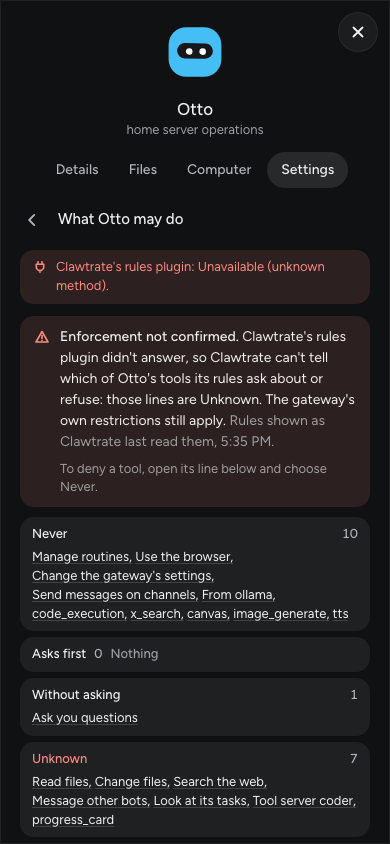 Otto
home server operations
Details Files Computer Settings
What Otto may do
Clawtrate's rules plugin: Unavailable (unknown
method).
Enforcement not confirmed. Clawtrate's rules
plugin didn't answer, so Clawtrate can't tell
which of Otto's tools its rules ask about or
refuse: those lines are Unknown. The gateway's
own restrictions still apply. Rules shown as
Clawtrate last read them, 5:35 PM.
To deny a tool, open its line below and choose
Never.
Never 10
Manage routines, Use the browser,
Change the gateway's settings,
Send messages on channels, From ollama,
code_execution, x_search, canvas, image_generate, tts
Asks first 0 Nothing
Without asking 1
Ask you questions
Unknown 7
Read files, Change files, Search the web,
Message other bots, Look at its tasks, Tool server coder,
progress_card